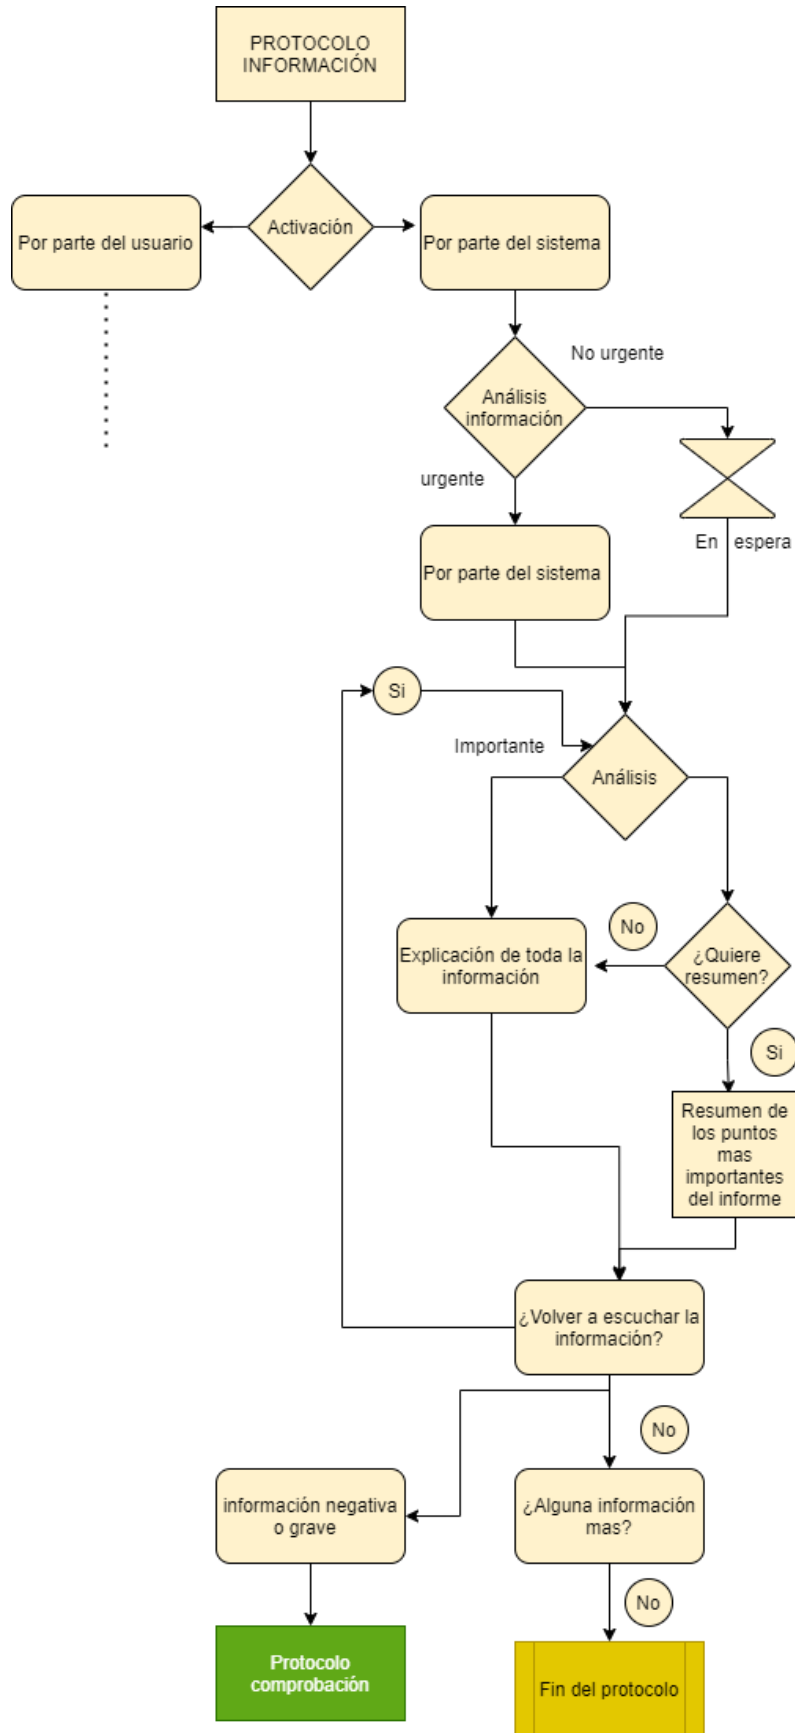 PROTOCOLO
INFORMACIÓN
Activación
Por parte del usuario
Por parte del sistema
No urgente
Análisis
información
urgente
En espera
Por parte del sistema
Si
Importante
Análisis
No
¿Quiere
resumen?
Explicación de toda la
información
Si
Resumen de
los puntos
mas
importantes
del informe
¿Volver a escuchar la
información?
No
información negativa
o grave
¿Alguna información
mas?
No
Protocolo
comprobación
Fin del protocolo